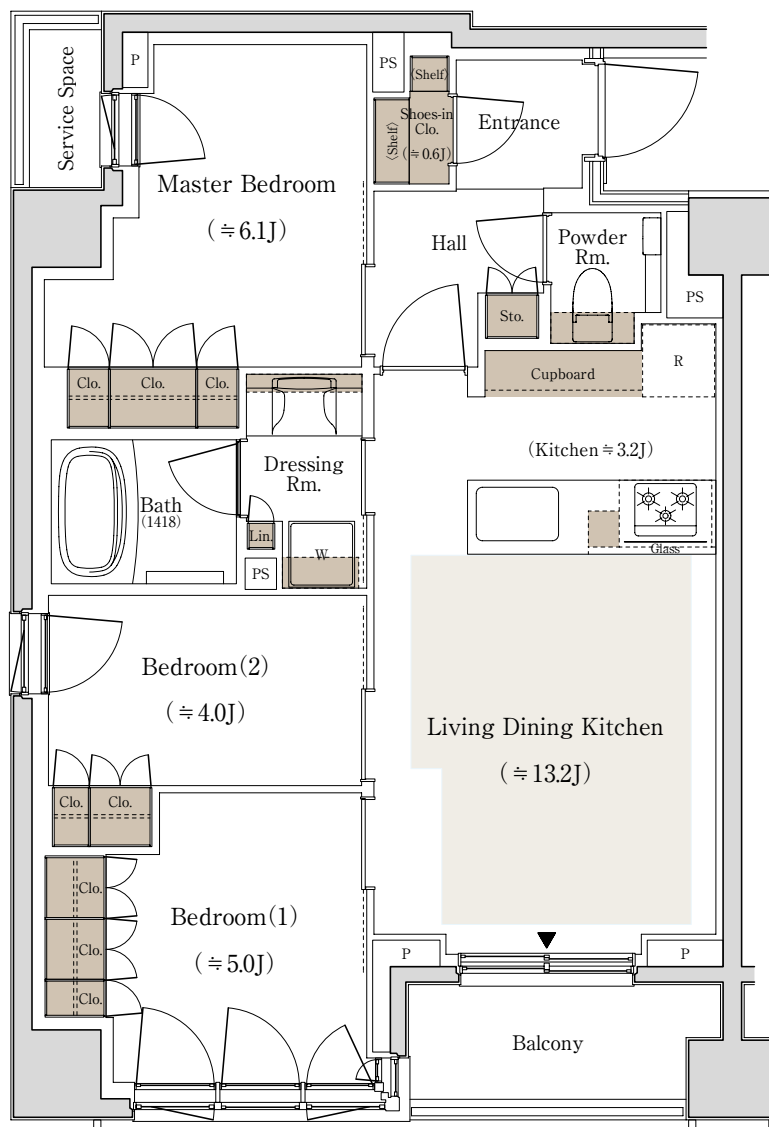 Service Space
P
PS
〈Shelf〉
〈Shelf〉
Shoes-in
Clo.
(≒0.6J)
Entrance
Master Bedroom
(≒6.1J)
Hall
Powder
Rm.
PS
Sto.
Cupboard
R
Clo.
Clo.
Clo.
(Kitchen≒3.2J)
Dressing
Rm.
Bath
(1418)
Lin.
W
PS
Glass
Bedroom(2)
(≒4.0J)
Living Dining Kitchen
(≒13.2J)
Clo.
Clo.
Clo.
Clo.
Clo.
Bedroom(1)
(≒5.0J)
P
P
Balcony